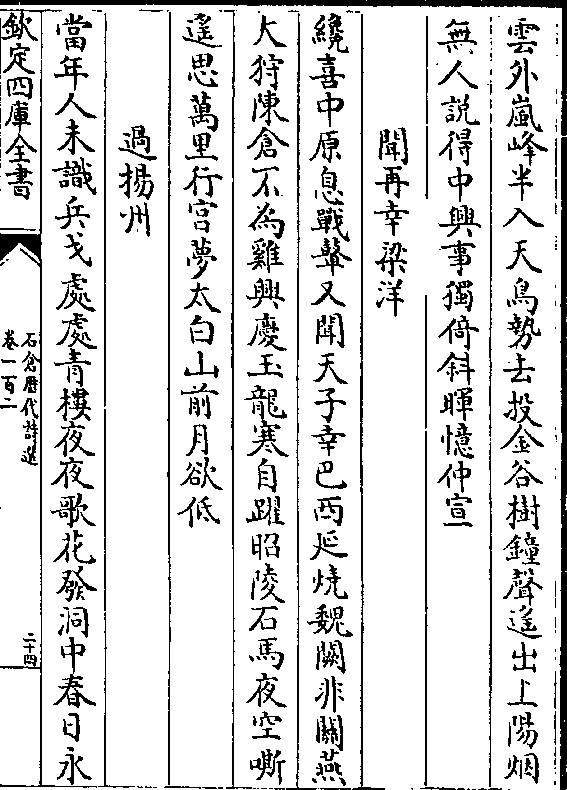 雲外嵐峰半入天鳥勢去投金谷樹鐘聲遥出上陽烟
無人説得中興事獨倚斜暉憶仲宣
聞再幸梁洋
纔喜中原息戰鼙又聞天子幸巴西延燒魏闕非關燕
大狩陳倉不為雞興慶玉龍寒自躍昭陵石馬夜空嘶
遥思萬里行宫夢太白山前月欲低
過揚州
當年人未識兵戈處處青樓夜夜歌花發洞中春日永
欽定四庫全書
石倉歷代詩選
卷一百二
二十四